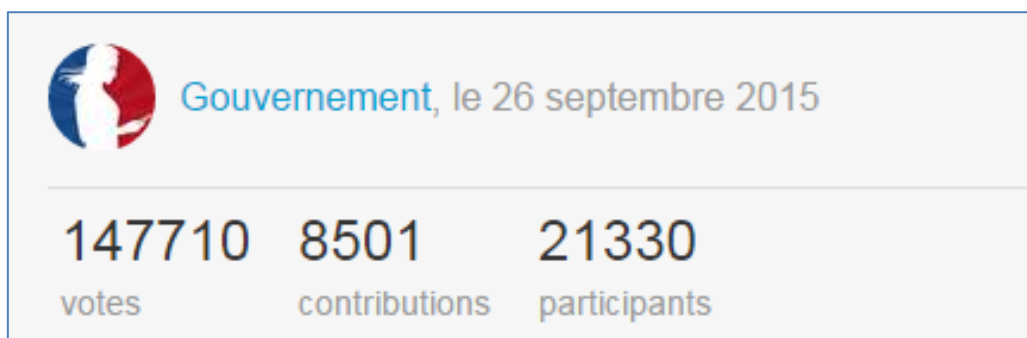 Gouvernement, le 26 septembre 2015
147710 8501 21330
votes contributions participants